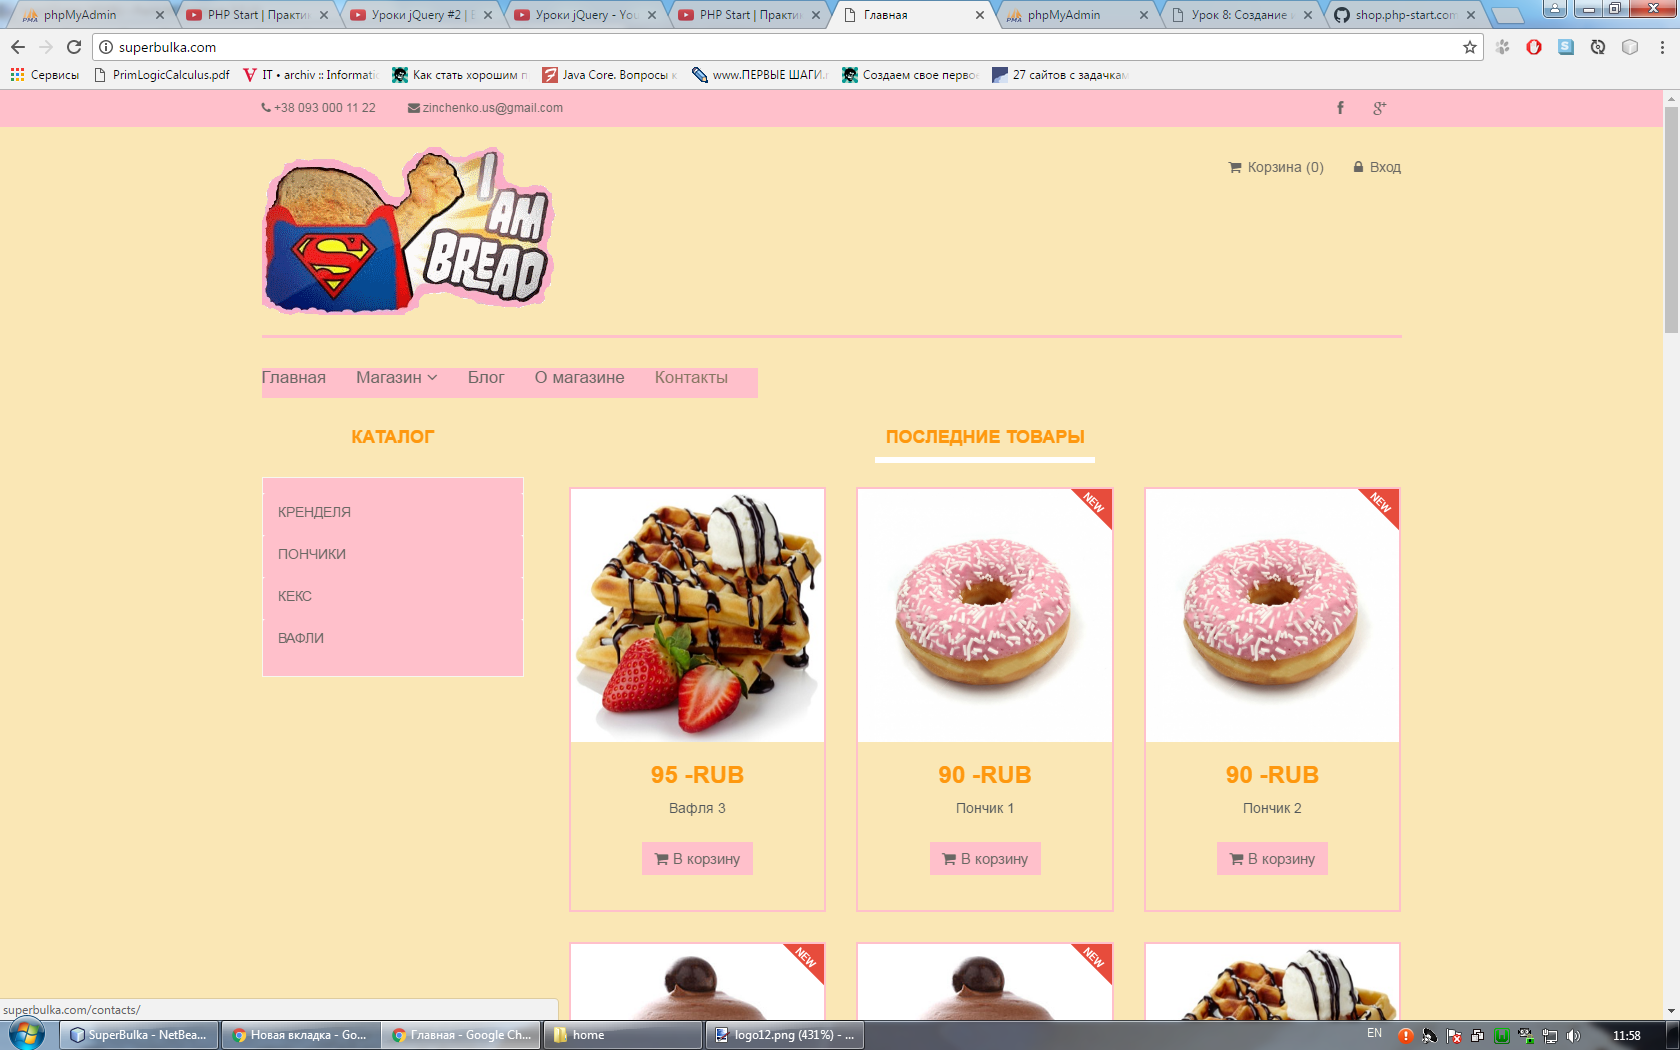 phpMyAdmin
PHP Start | Практик
Уроки jQuery #2 | 
Уроки jQuery - You
PHP Start | Практик
Главная
phpMyAdmin
Урок 8: Создание
shop.php-start.com
superbulka.com
Сервисы
PrimLogicCalculus.pdf
IT • archiv :: Informati
Как стать хорошим п
Java Core. Вопросы к
www.ПЕРВЫЕ ШАГИ.r
Создаем свое перво
27 сайтов с задачкам
+38 093 000 11 22
zinchenko.us@gmail.com
Корзина (0)
Вход
I AM BREAD
Главная
Магазин
Блог
О магазине
Контакты
КАТАЛОГ
КРЕНДЕЛЯ
ПОНЧИКИ
КЕКС
ВАФЛИ
ПОСЛЕДНИЕ ТОВАРЫ
NEW
NEW
95 -RUB
90 -RUB
90 -RUB
Вафля 3
Пончик 1
Пончик 2
В корзину
В корзину
В корзину
NEW
NEW
superbulka.com/contacts/
SuperBulka - NetBea...
Новая вкладка - Go...
Главная - Google Ch...
home
logo12.png (431%) - ...
EN
11:58